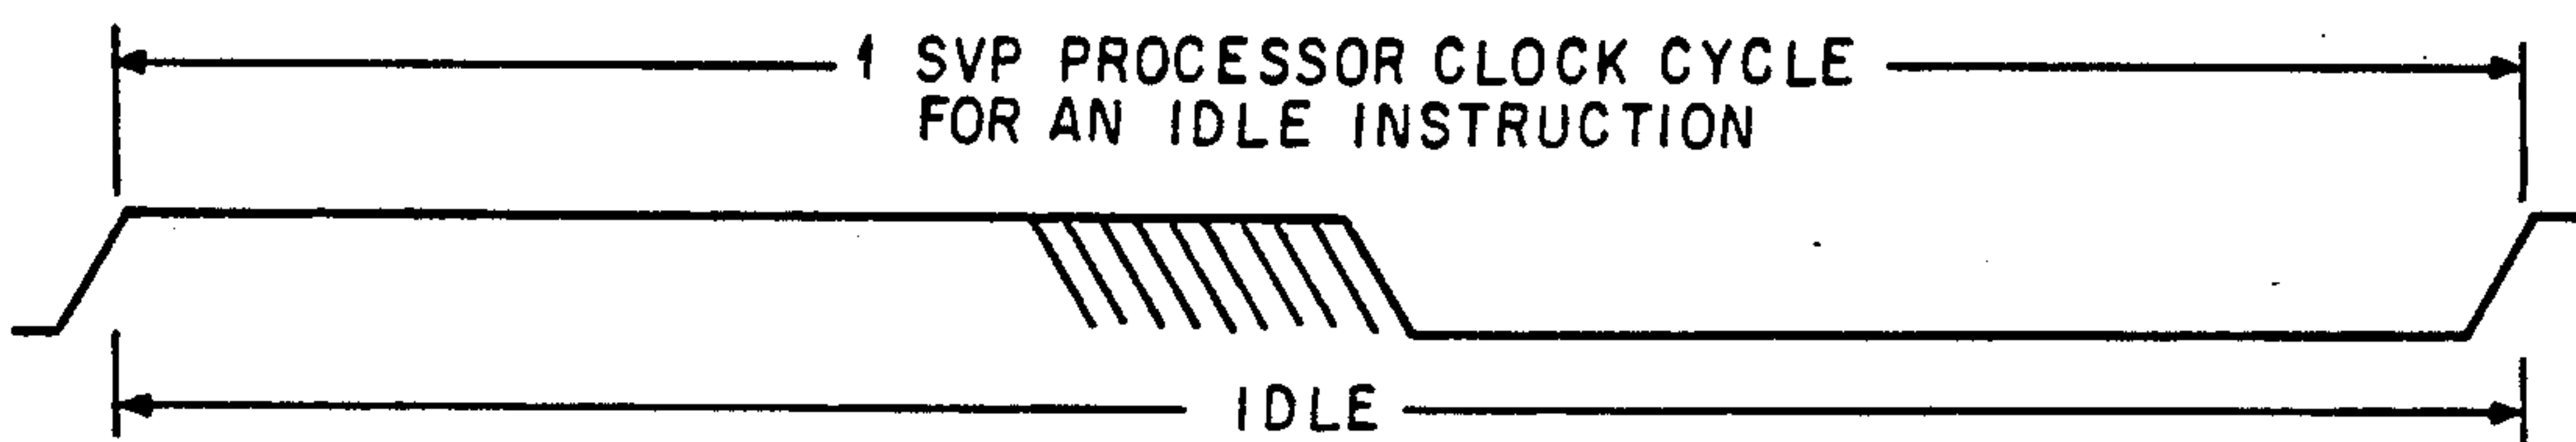 1 SVP PROCESSOR CLOCK CYCLE
FOR AN IDLE INSTRUCTION
IDLE